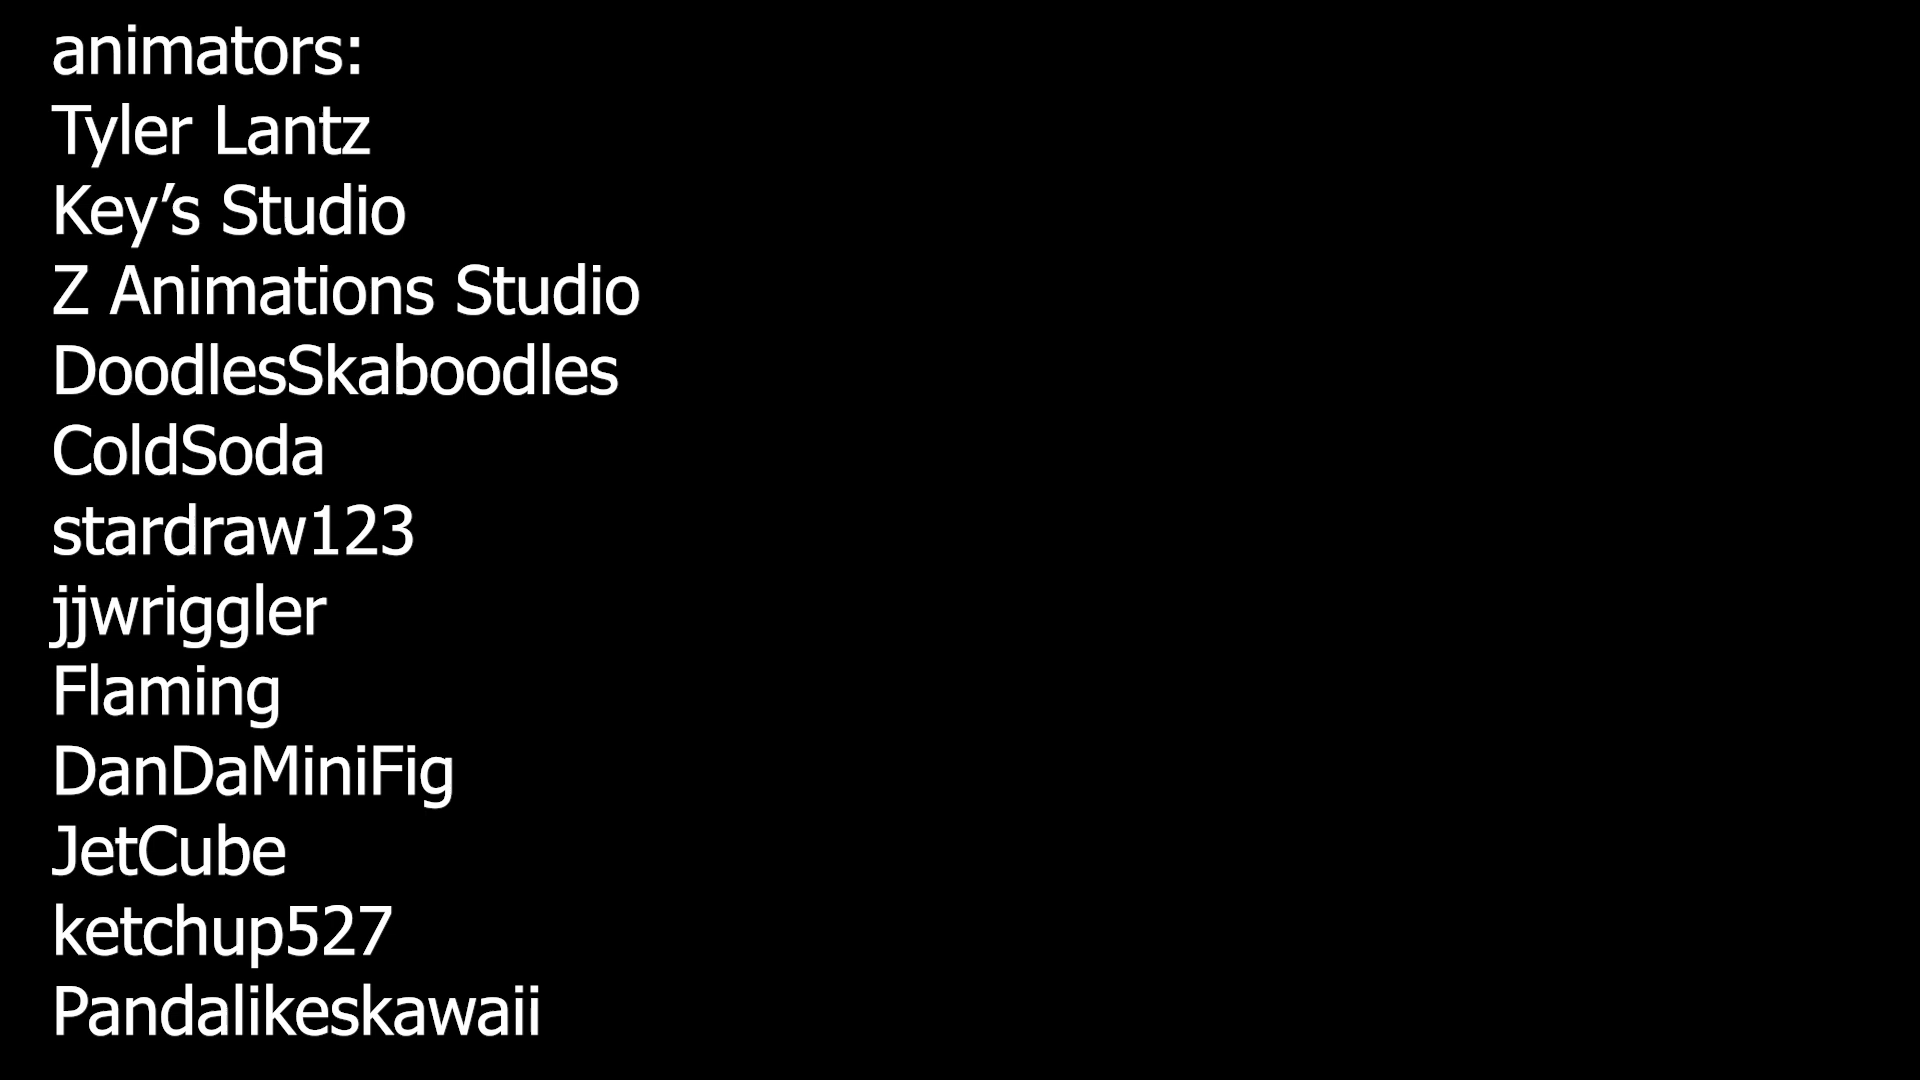 animators:
Tyler Lantz
Key’s Studio
Z Animations Studio
DoodlesSkaboodles
ColdSoda
stardraw123
jjwriggler
Flaming
DanDaMiniFig
JetCube
ketchup527
Pandalikeskawaii